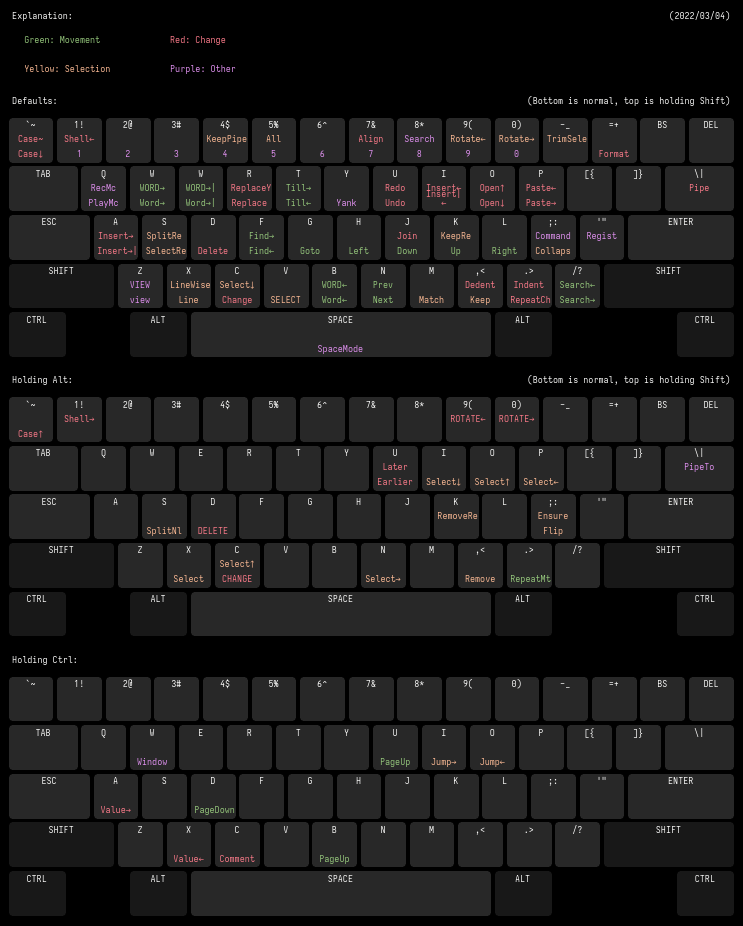 Explanation: (2022/03/04)
Green: Movement Red: Change
Yellow: Selection Purple: Other
Defaults: (Bottom is normal, top is holding Shift)
`~ 1! 2@ 3# 4$ 5% 6^ 7& 8* 9( 0) -_ =+ BS DEL
Case~ Shell← KeepPipe All Align Search Rotate← Rotate→ TrimSele
Case↓ 1 2 3 4 5 6 7 8 9 0 Format
TAB Q W W R T Y U I O P [{ ]} \|
RecMc WORD→ WORD→| ReplaceY Till→ Redo Insert← Open↑ Paste← Pipe
PlayMc Word→ Word→| Replace Till← Yank Undo Insert| ← Open↓ Paste→
ESC A S D F G H J K L ;: '" ENTER
Insert→ SplitRe Find→ Join KeepRe Command Regist
Insert→| SelectRe Delete Find← Goto Left Down Up Right Collaps
SHIFT Z X C V B N M ,< .> /? SHIFT
VIEW LineWise Select↓ WORD← Prev Dedent Indent Search←
view Line Change SELECT Word← Next Match Keep RepeatCh Search→
CTRL ALT SPACE ALT CTRL
SpaceMode
Holding Alt: (Bottom is normal, top is holding Shift)
`~ 1! 2@ 3# 4$ 5% 6^ 7& 8* 9( 0) -_ =+ BS DEL
Shell→ ROTATE← ROTATE→
Case↑
TAB Q W E R T Y U I O P [{ ]} \|
Later PipeTo
Earlier Select↓ Select↑ Select←
ESC A S D F G H J K L ;: '" ENTER
RemoveRe Ensure
SplitNl DELETE Flip
SHIFT Z X C V B N M ,< .> /? SHIFT
Select↑
Select CHANGE Select→ Remove RepeatMt
CTRL ALT SPACE ALT CTRL
Holding Ctrl:
`~ 1! 2@ 3# 4$ 5% 6^ 7& 8* 9( 0) -_ =+ BS DEL
TAB Q W E R T Y U I O P [{ ]} \|
Window PageUp Jump→ Jump←
ESC A S D F G H J K L ;: '" ENTER
Value→ PageDown
SHIFT Z X C V B N M ,< .> /? SHIFT
Value← Comment PageUp
CTRL ALT SPACE ALT CTRL